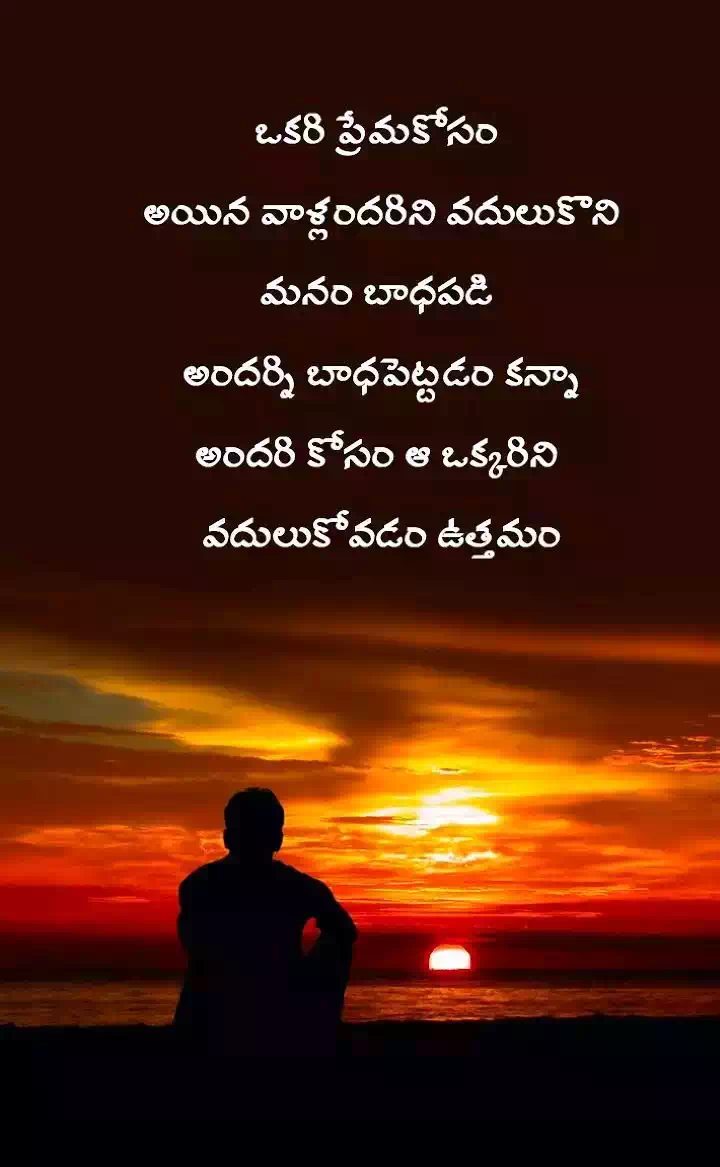 ఒకరి ప్రేమకోసం
అయిన వాళ్లందరిని వదులుకొని
మనం బాధపడి
అందర్ని బాధపెట్టడం కన్నా
అందరి కోసం ఆ ఒక్కరిని
వదులుకోవడం ఉత్తమం